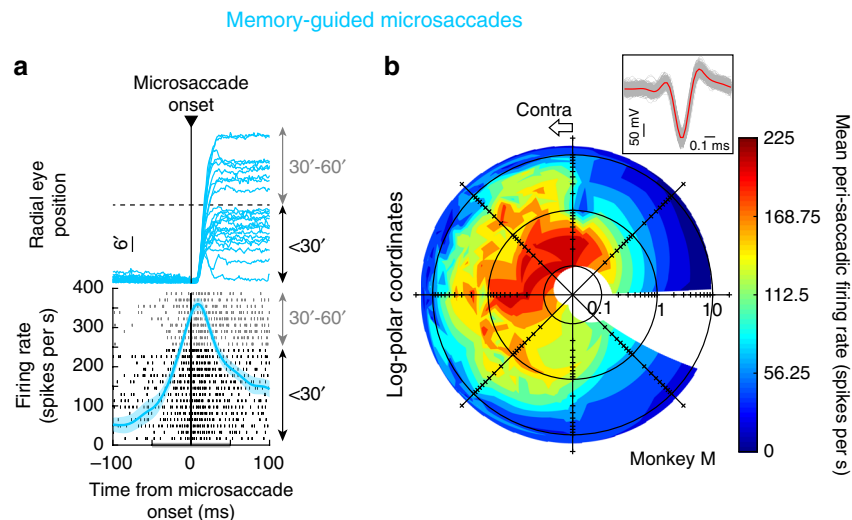 Memory-guided microsaccades
a
Microsaccade
onset
Radial eye
position
6′
30′-60′
<30′
Firing rate
(spikes per s)
400
300
200
100
0
30′-60′
<30′
−100
0
100
Time from microsaccade
onset (ms)
b
Contra
50 mV
0.1 ms
Log-polar coordinates
0.1
1
10
Monkey M
225
168.75
112.5
56.25
0
Mean peri-saccadic firing rate (spikes per s)